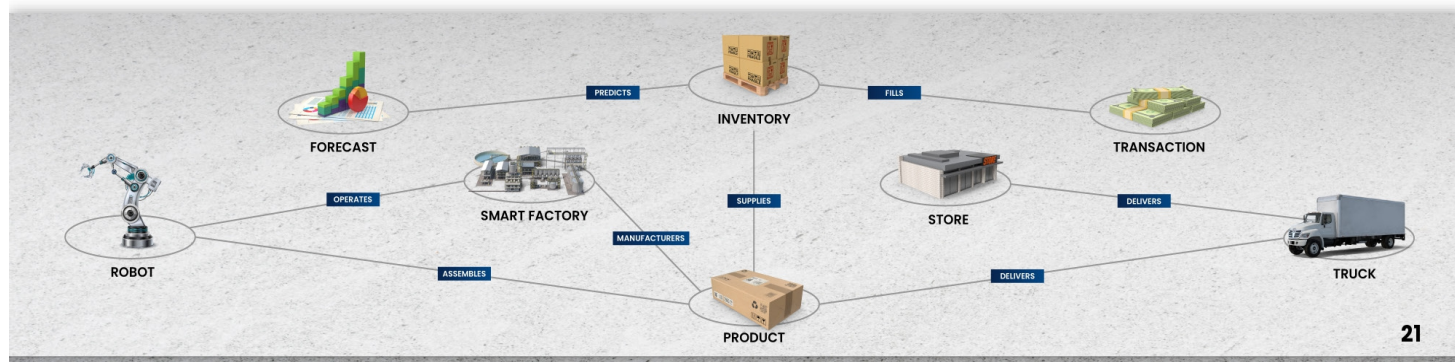 PREDICTS
FILLS
INVENTORY
FORECAST
TRANSACTION
OPERATES
SUPPLIES
DELIVERS
SMART FACTORY
STORE
MANUFACTURERS
ROBOT
ASSEMBLES
DELIVERS
TRUCK
PRODUCT
21